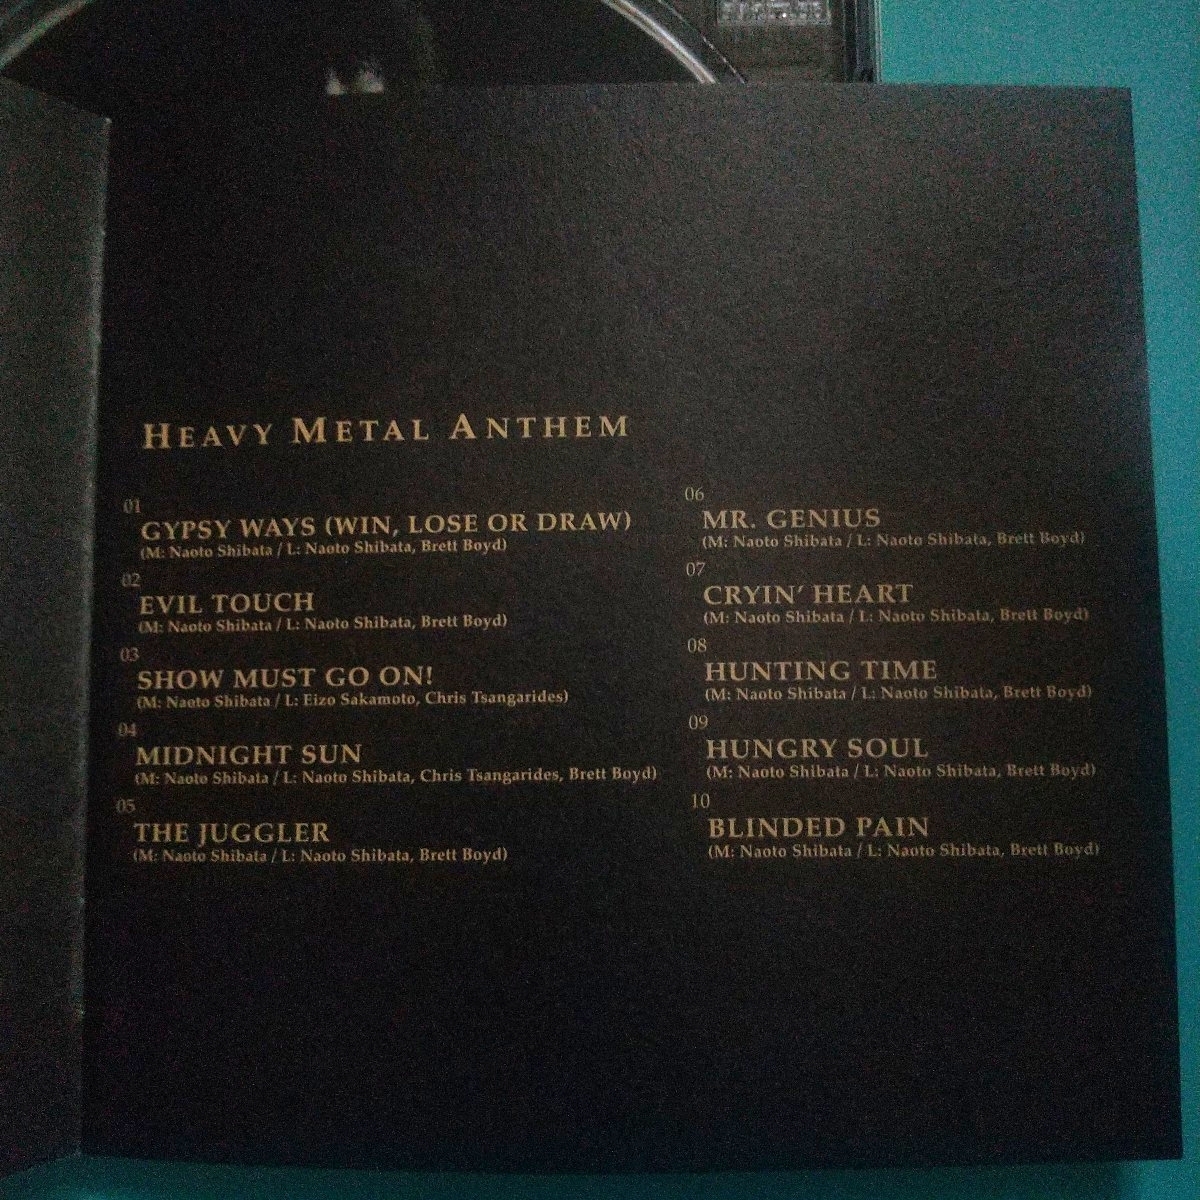 HEAVY METAL ANTHEM
01
GYPSY WAYS (WIN, LOSE OR DRAW)
(M: Naoto Shibata / L: Naoto Shibata, Brett Boyd)
02
EVIL TOUCH
(M: Naoto Shibata / L: Naoto Shibata, Brett Boyd)
03
SHOW MUST GO ON!
(M: Naoto Shibata / L: Eizo Sakamoto, Chris Tsangarides)
04
MIDNIGHT SUN
(M: Naoto Shibata / L: Naoto Shibata, Chris Tsangarides, Brett Boyd)
05
THE JUGGLER
(M: Naoto Shibata / L: Naoto Shibata, Brett Boyd)
06
MR. GENIUS
(M: Naoto Shibata / L: Naoto Shibata, Brett Boyd)
07
CRYIN' HEART
(M: Naoto Shibata / L: Naoto Shibata, Brett Boyd)
08
HUNTING TIME
(M: Naoto Shibata / L: Naoto Shibata, Brett Boyd)
09
HUNGRY SOUL
(M: Naoto Shibata / L: Naoto Shibata, Brett Boyd)
10
BLINDED PAIN
(M: Naoto Shibata / L: Naoto Shibata, Brett Boyd)